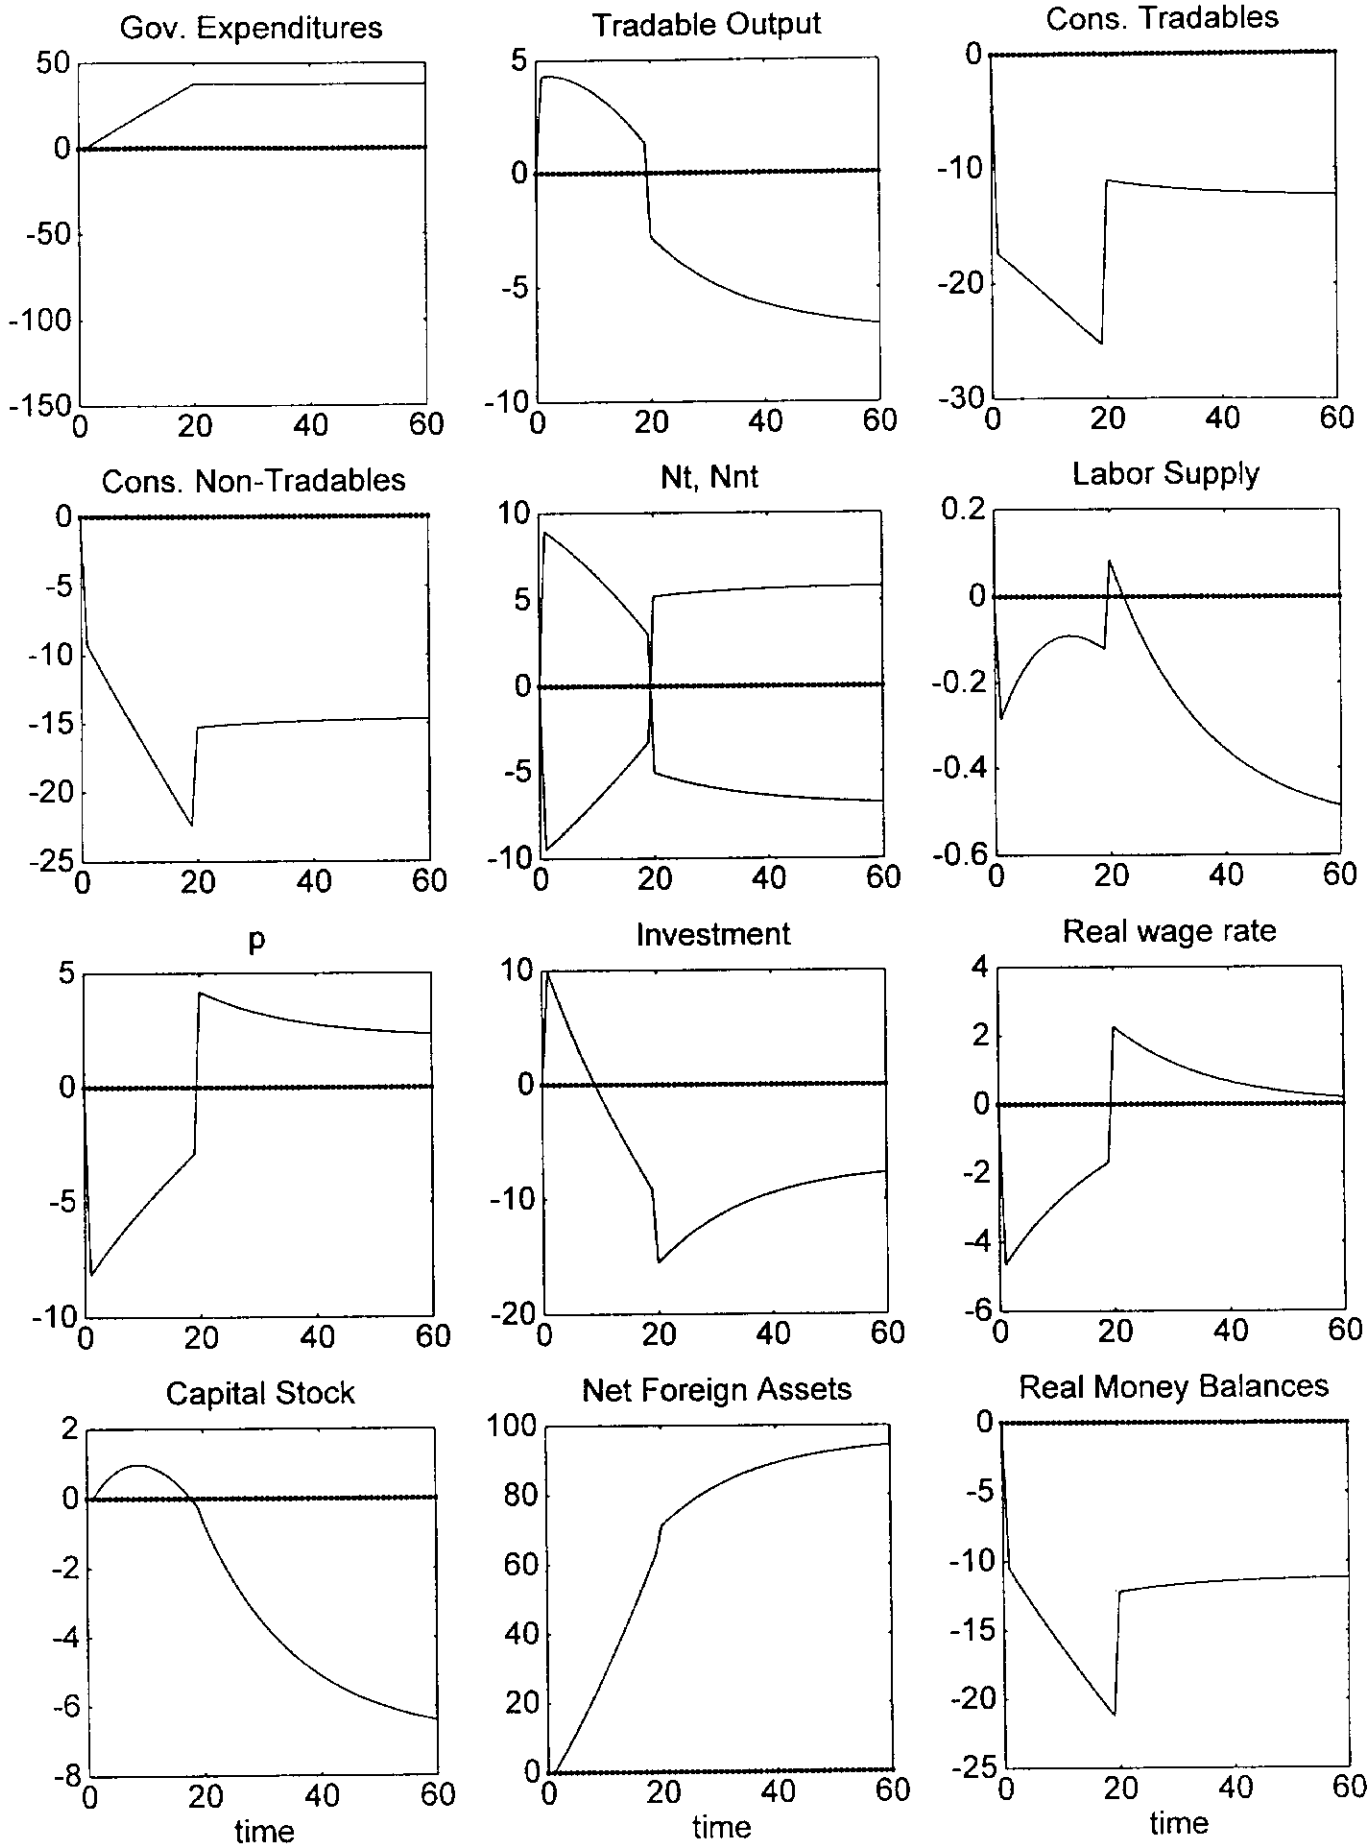 Gov. Expenditures
Tradable Output
Cons. Tradables
50
0
-50
-100
-150
0 20 40 60
5
0
-5
-10
0 20 40 60
0
-10
-20
-30
0 20 40 60
Cons. Non-Tradables
Nt, Nnt
Labor Supply
0
-5
-10
-15
-20
-25
0 20 40 60
10
5
0
-5
-10
0 20 40 60
0.2
0
-0.2
-0.4
-0.6
0 20 40 60
p
Investment
Real wage rate
5
0
-5
-10
0 20 40 60
10
0
-10
-20
0 20 40 60
4
2
0
-2
-4
-6
0 20 40 60
Capital Stock
Net Foreign Assets
Real Money Balances
2
0
-2
-4
-6
-8
0 20 40 60
time
100
80
60
40
20
0
0 20 40 60
time
0
-5
-10
-15
-20
-25
0 20 40 60
time